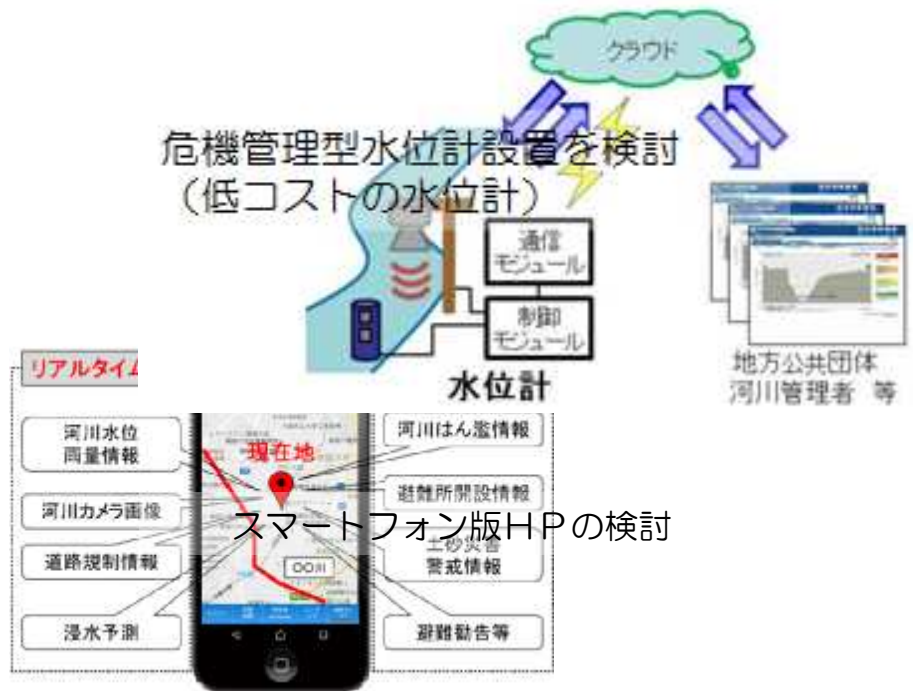 クラウド
危機管理型水位計設置を検討
（低コストの水位計）
通信
モジュール
制御
モジュール
水位計
地方公共団体
河川管理者 等
リアルタイム
河川水位
雨量情報
河川カメラ画像
道路規制情報
浸水予測
現在地
〇〇川
河川はん濫情報
避難所開設情報
スマートフォン版ＨＰの検討
土砂災害
警戒情報
避難勧告等